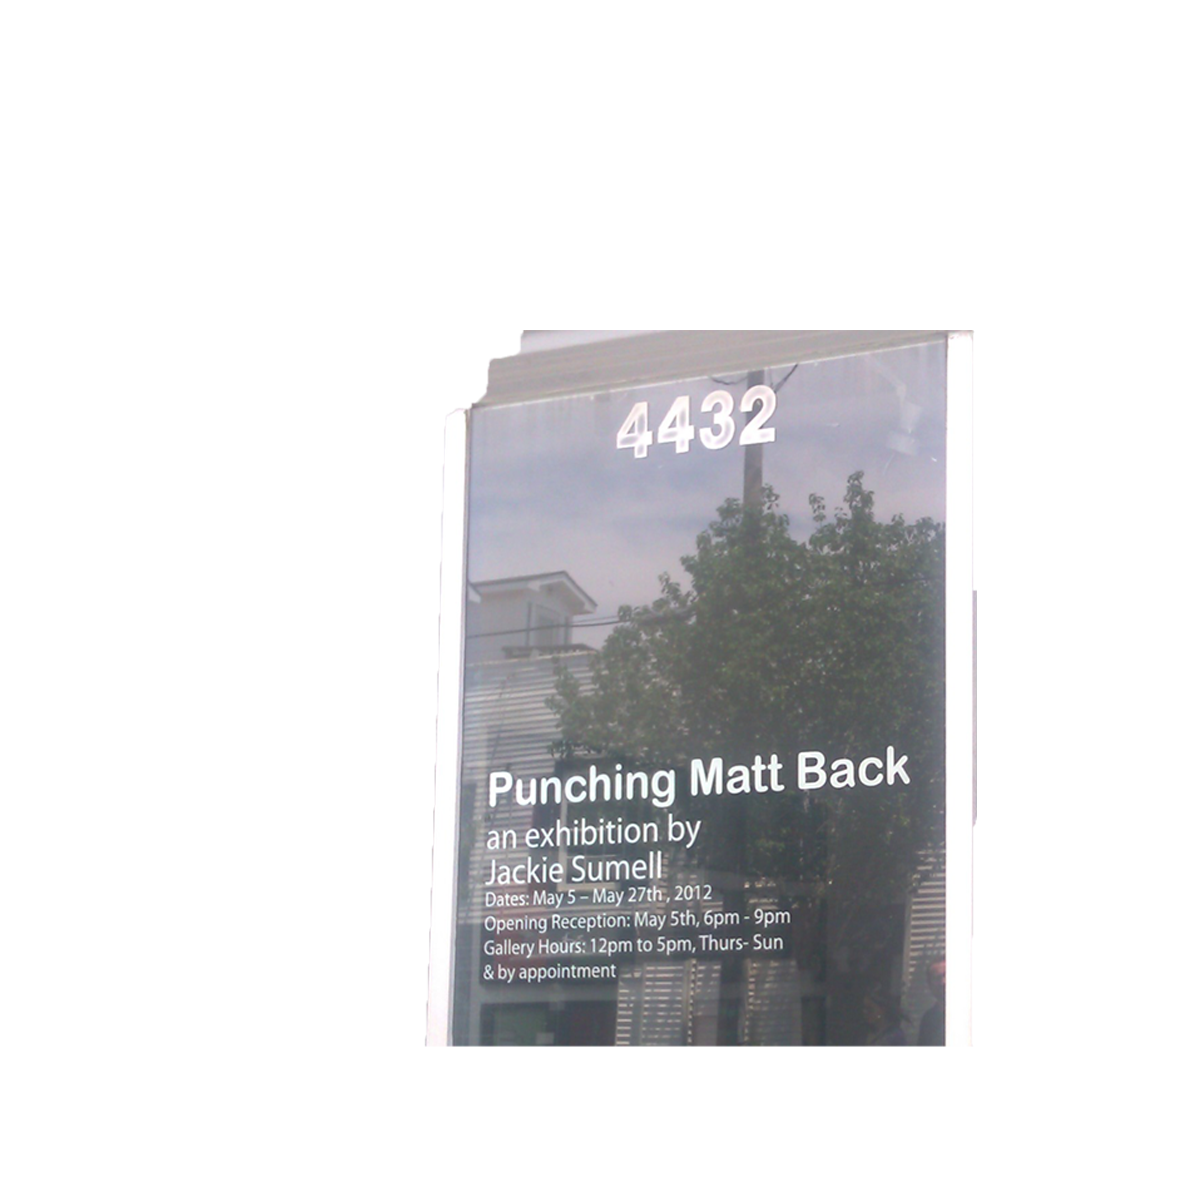 4432
Punching Matt Back
an exhibition by
Jackie Sumell
Dates: May 5 – May 27th , 2012
Opening Reception: May 5th, 6pm - 9pm
Gallery Hours: 12pm to 5pm, Thurs- Sun
& by appointment